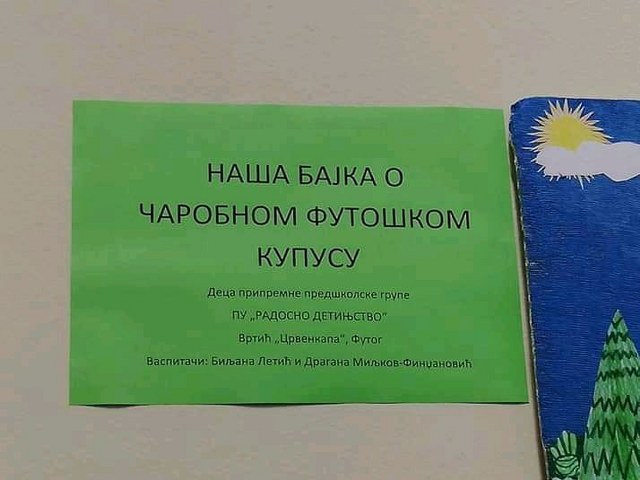 НАША БАЈКА О
ЧАРОБНОМ ФУТОШКОМ
КУПУСУ
Деца припремне предшколске групе
ПУ „РАДОСНО ДЕТИЊСТВО“
Вртић „Црвенкапа“, Футог
Васпитачи: Биљана Летић и Драгана Миљков-Финџановић